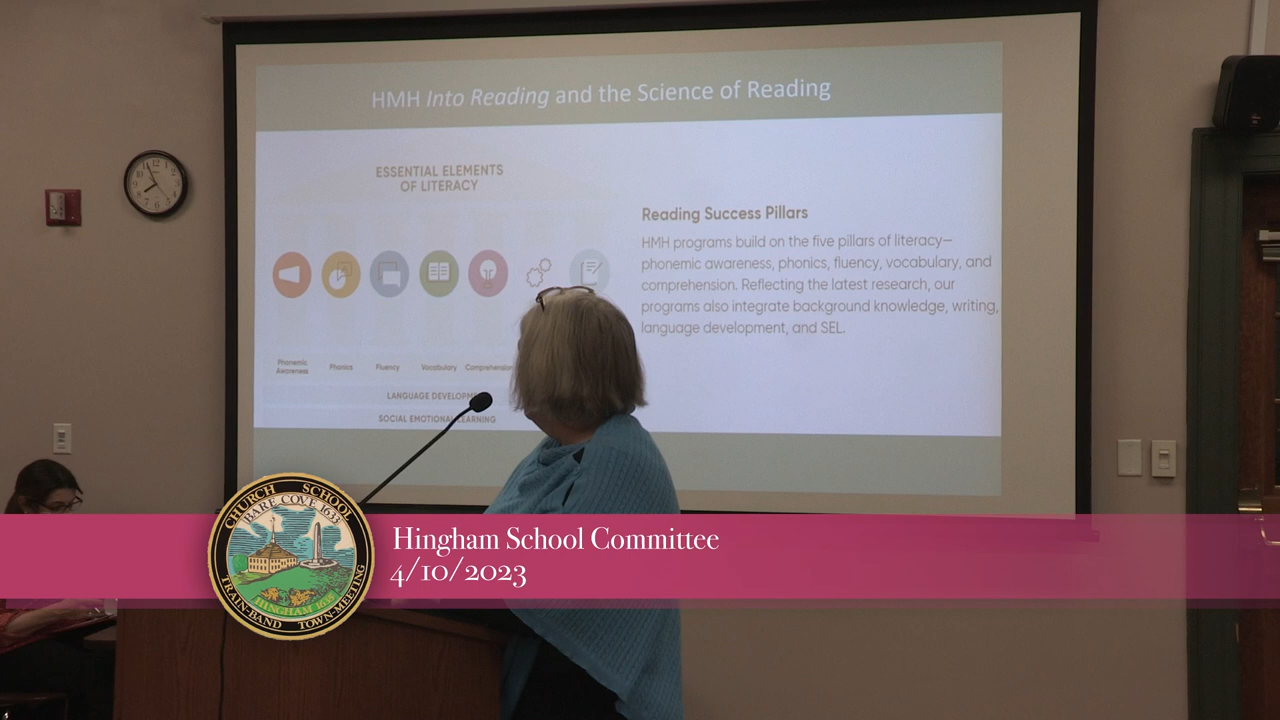 HMH Into Reading and the Science of Reading
ESSENTIAL ELEMENTS
OF LITERACY
Phonemic
Awareness
Phonics
Fluency
Vocabulary
Comprehension
LANGUAGE DEVELOPM
SOCIAL EMOTIONAL LEARNING
Reading Success Pillars
HMH programs build on the five pillars of literacy—
phonemic awareness, phonics, fluency, vocabulary, and
comprehension. Reflecting the latest research, our
programs also integrate background knowledge, writing,
language development, and SEL.
CHURCH SCHOOL
BARE COVE 1633
HINGHAM 1635
TRAIN-BAND TOWN-MEETING
Hingham School Committee
4/10/2023